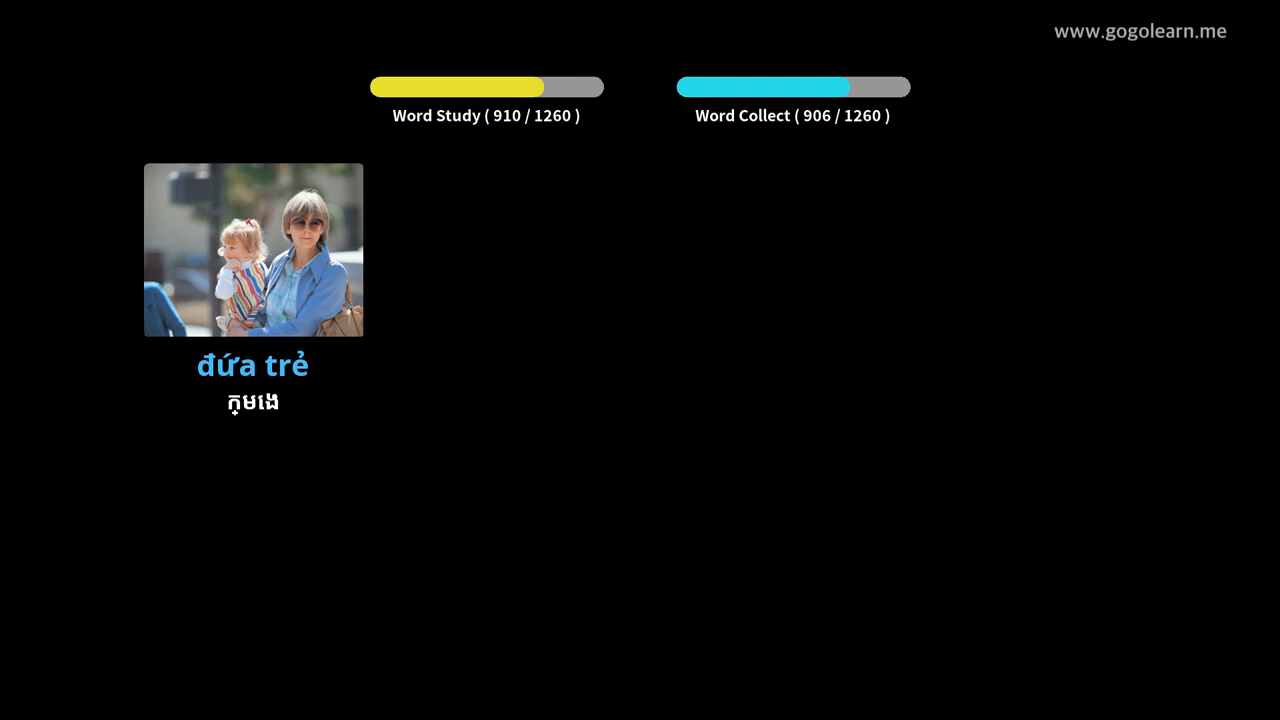 www.gogolearn.me
Word Study ( 910 / 1260 )
Word Collect ( 906 / 1260 )
đứa trẻ
ក្មេង